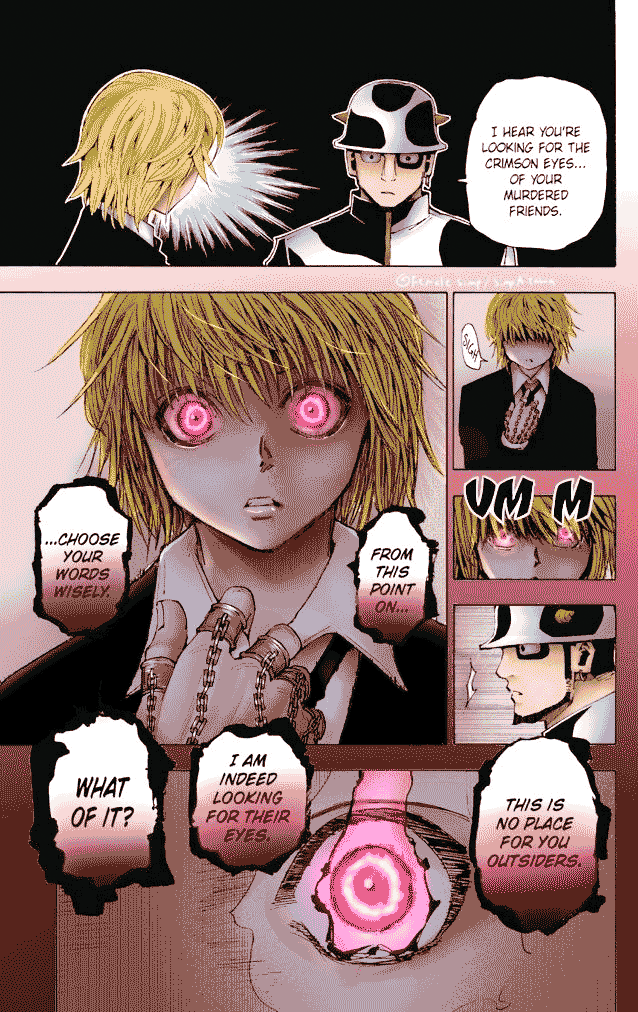 I HEAR YOU'RE
LOOKING FOR THE
CRIMSON EYES...
OF YOUR
MURDERED
FRIENDS.
SIGH
VM M
FROM
THIS
POINT
ON...
...CHOOSE
YOUR
WORDS
WISELY.
THIS IS
NO PLACE
FOR YOU
OUTSIDERS.
I AM
INDEED
LOOKING
FOR THEIR
EYES.
WHAT
OF IT?